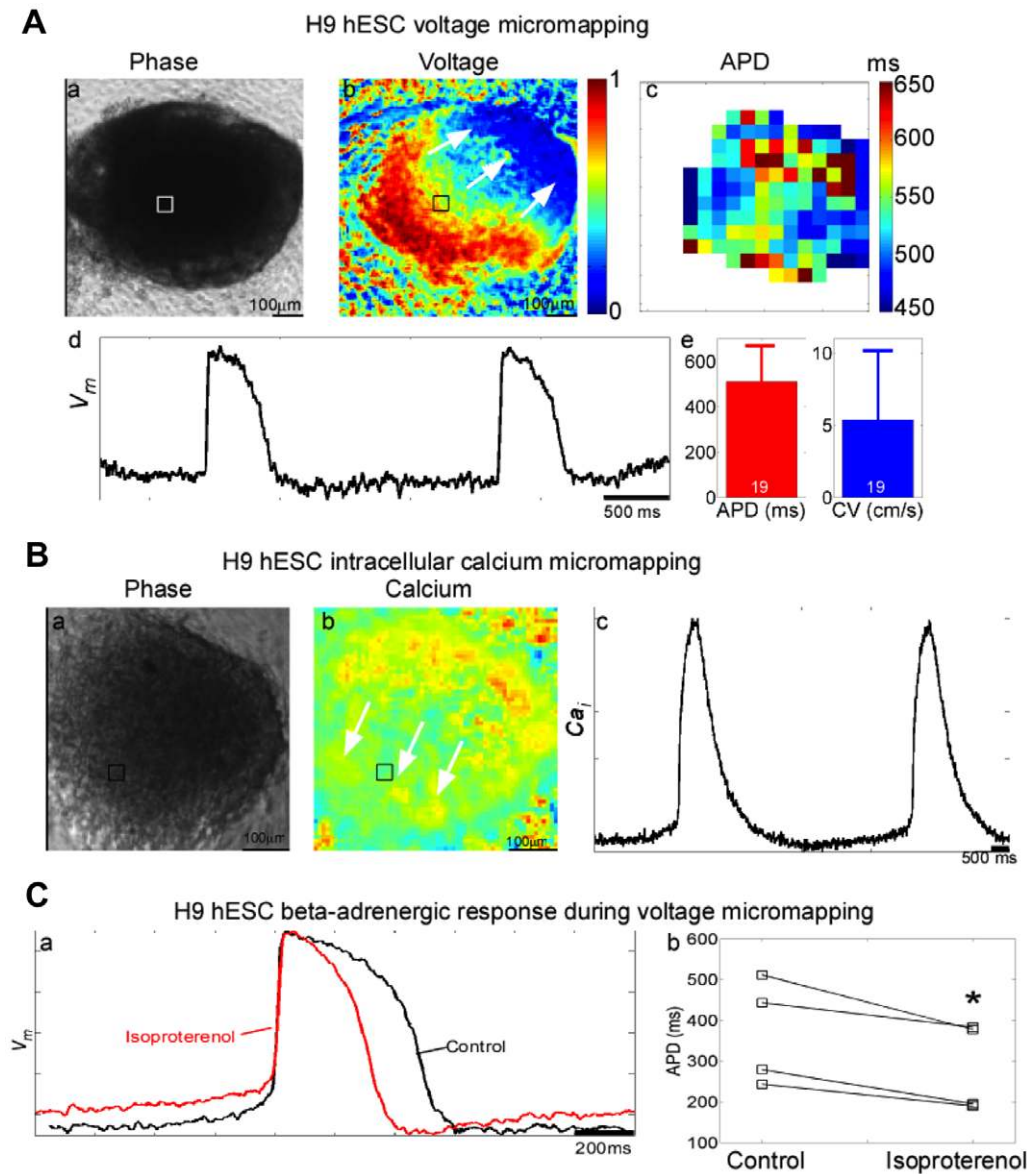 A
H9 hESC voltage micromapping
Phase
Voltage
APD
ms
a
b
c
100µm
100µm
1
0
650
600
550
500
450
d
V_m
500 ms
e
600
400
200
0
19
APD (ms)
10
5
0
19
CV (cm/s)
B
H9 hESC intracellular calcium micromapping
Phase
Calcium
a
b
c
100µm
100µm
Ca_i
500 ms
C
H9 hESC beta-adrenergic response during voltage micromapping
a
V_m
Isoproterenol
Control
200ms
b
600
500
400
300
200
100
APD (ms)
*
Control
Isoproterenol